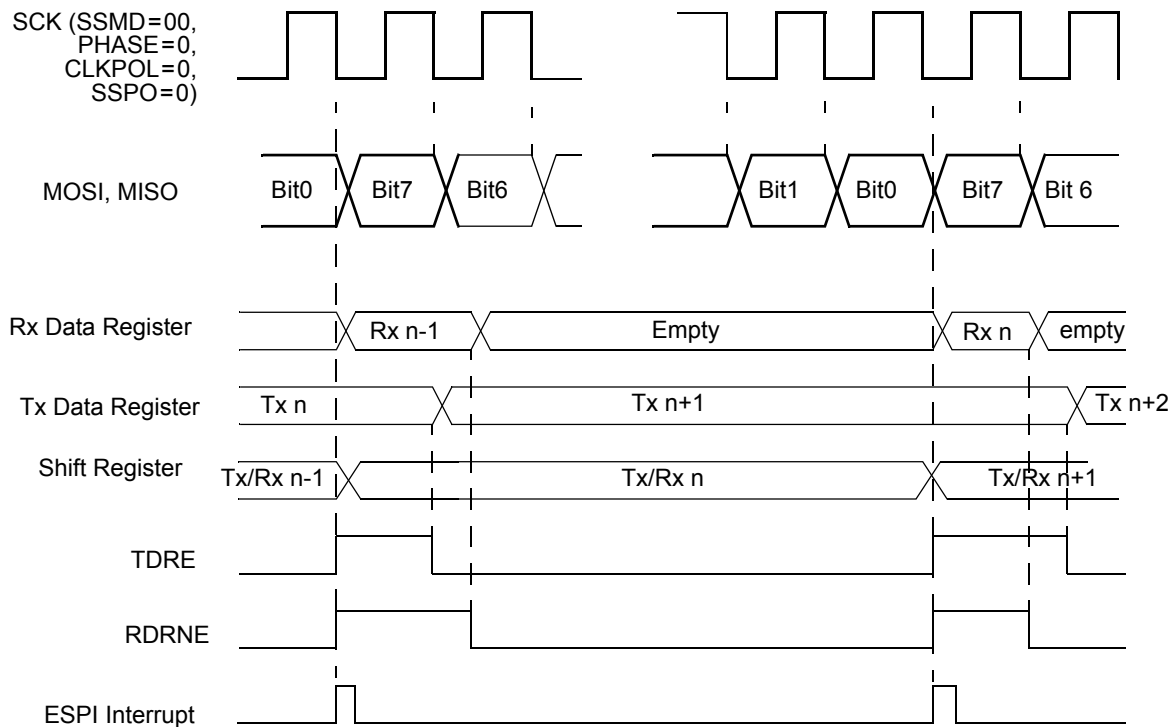 SCK (SSMD=00,
PHASE=0,
CLKPOL=0,
SSPO=0)
MOSI, MISO
Bit0 Bit7 Bit6 Bit1 Bit0 Bit7 Bit 6
Rx Data Register
Rx n-1 Empty Rx n empty
Tx Data Register
Tx n Tx n+1 Tx n+2
Shift Register
Tx/Rx n-1 Tx/Rx n Tx/Rx n+1
TDRE
RDRNE
ESPI Interrupt